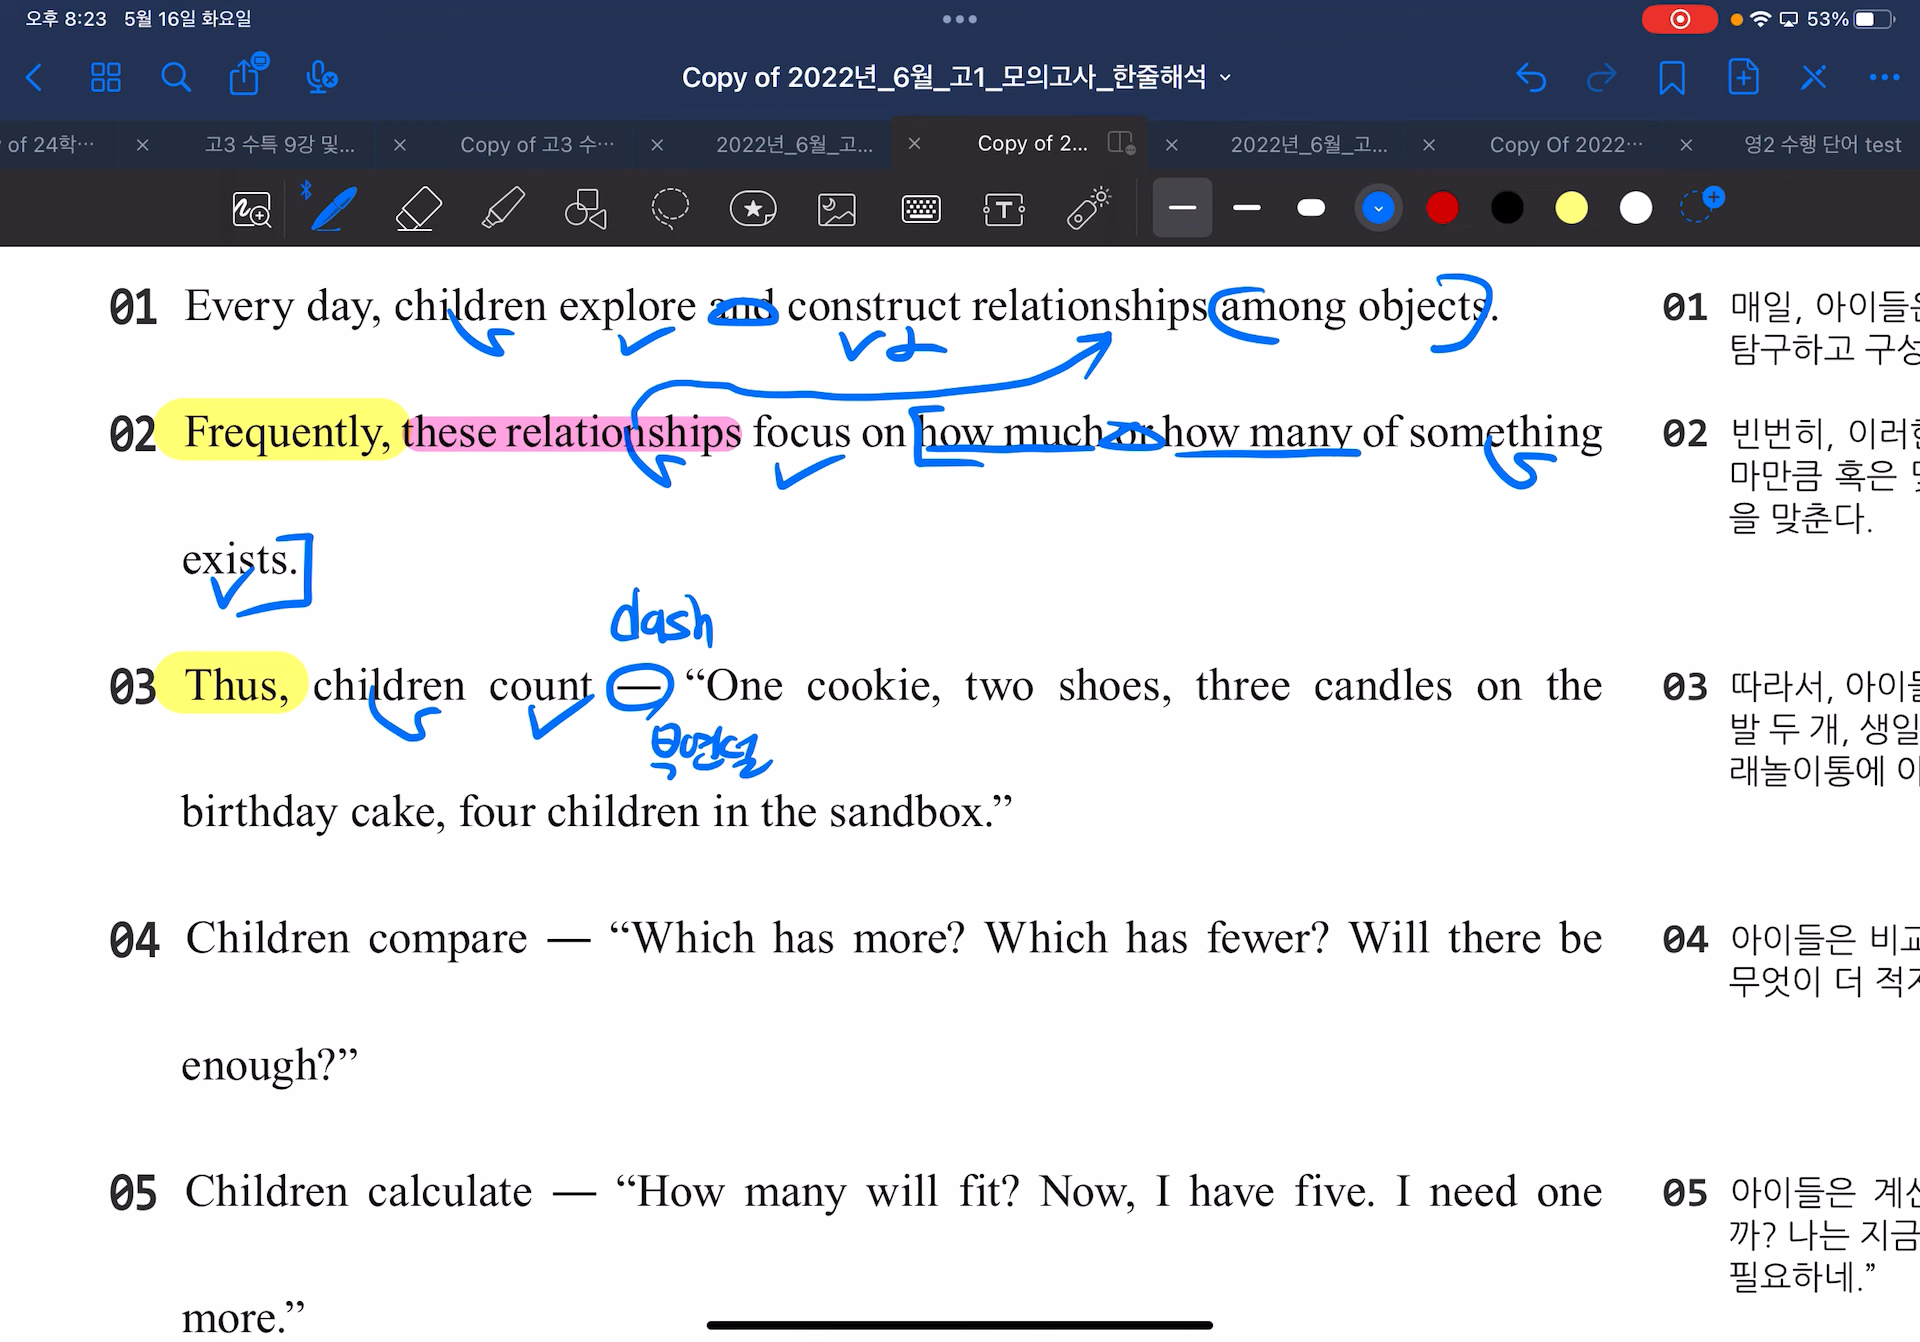 오후 8:23 5월 16일 화요일
53%
Copy of 2022년_6월_고1_모의고사_한줄해석
of 24학··· 고3 수특 9강 및... Copy of 고3 수··· 2022년_6월_고... Copy of 2... 2022년_6월_고... Copy Of 2022··· 영2 수행 단어 test
01 Every day, children explore and construct relationships (among objects).
01 매일, 아이들은
탐구하고 구성
02 Frequently, these relationships focus on [how much or how many of something
02 빈번히, 이러한
마만큼 혹은 몇
을 맞춘다.
exists.]
dash
03 Thus, children count — “One cookie, two shoes, three candles on the
03 따라서, 아이들
발 두 개, 생일
래놀이통에 아
부연설
birthday cake, four children in the sandbox.”
04 Children compare — “Which has more? Which has fewer? Will there be
04 아이들은 비교
무엇이 더 적지
enough?”
05 Children calculate — “How many will fit? Now, I have five. I need one
05 아이들은 계산
까? 나는 지금
필요하네.”
more.”